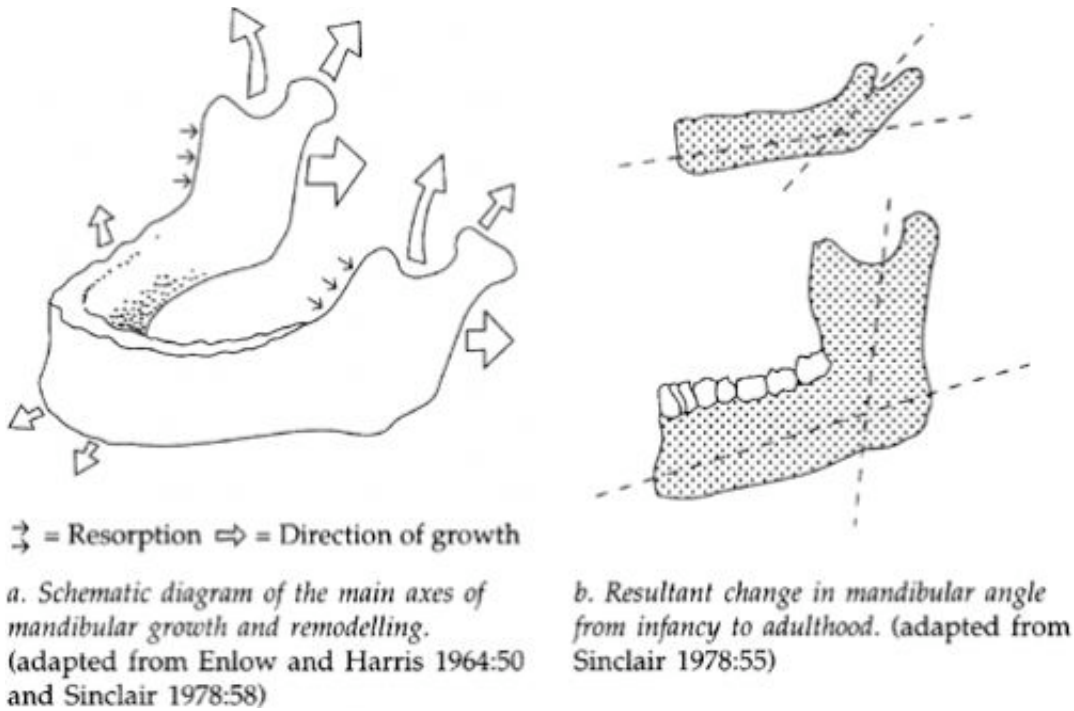 = Resorption = Direction of growth
a. Schematic diagram of the main axes of
mandibular growth and remodelling.
(adapted from Enlow and Harris 1964:50
and Sinclair 1978:58)
b. Resultant change in mandibular angle
from infancy to adulthood. (adapted from
Sinclair 1978:55)